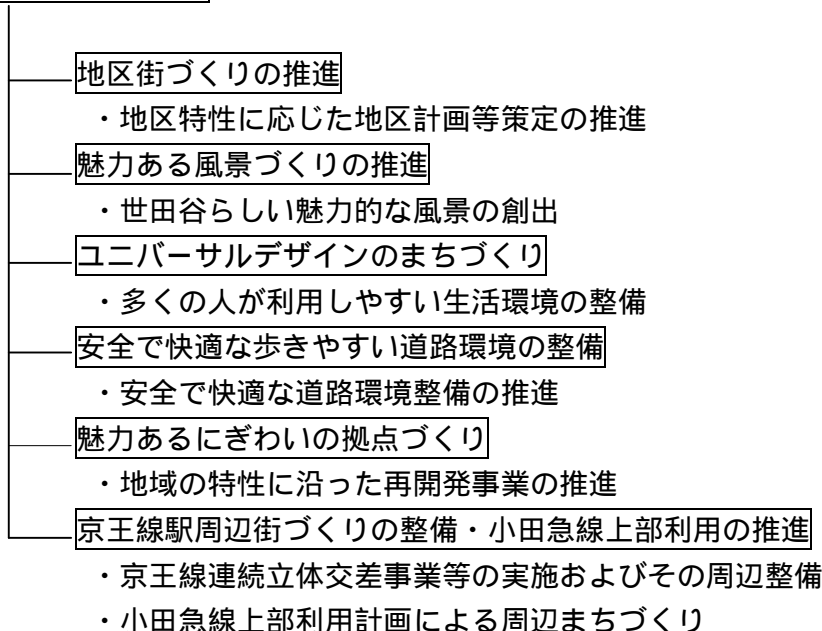 地区街づくりの推進
・地区特性に応じた地区計画等策定の推進
魅力ある風景づくりの推進
・世田谷らしい魅力的な風景の創出
ユニバーサルデザインのまちづくり
・多くの人が利用しやすい生活環境の整備
安全で快適な歩きやすい道路環境の整備
・安全で快適な道路環境整備の推進
魅力あるにぎわいの拠点づくり
・地域の特性に沿った再開発事業の推進
京王線駅周辺街づくりの整備・小田急線上部利用の推進
・京王線連続立体交差事業等の実施およびその周辺整備
・小田急線上部利用計画による周辺まちづくり